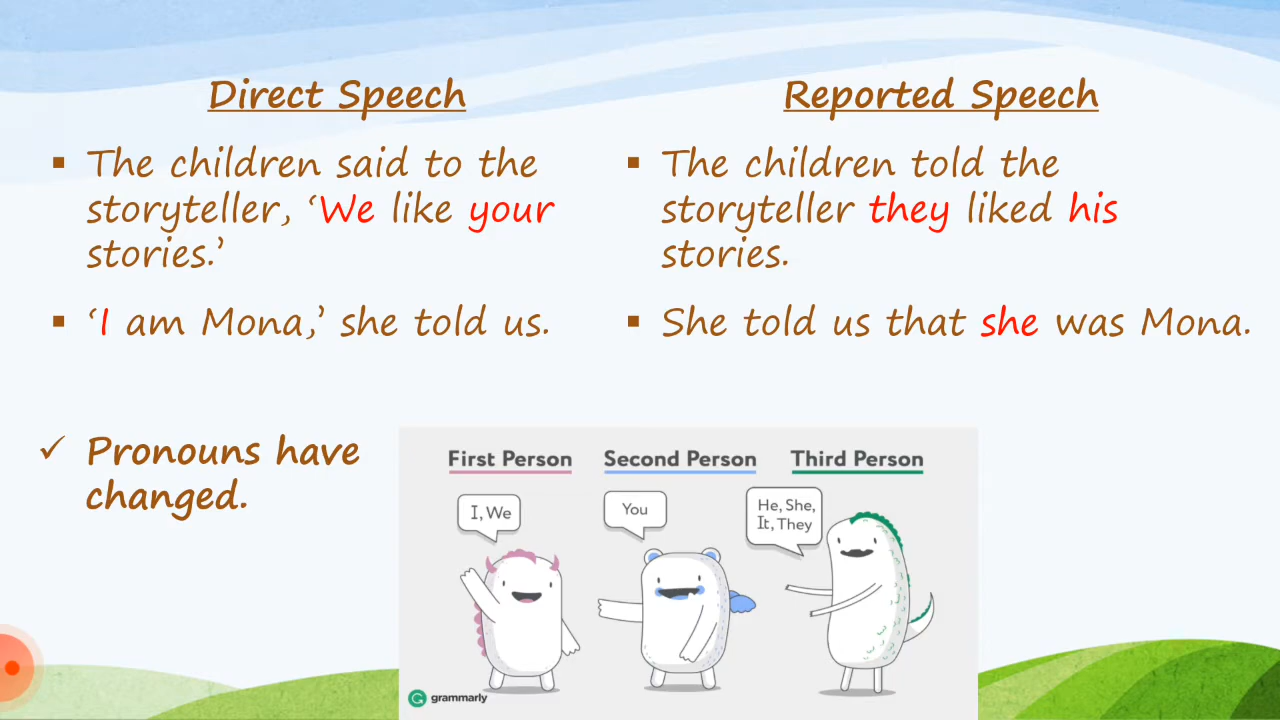 Direct Speech
▪ The children said to the
storyteller, ‘We like your
stories.’
▪ ‘I am Mona,’ she told us.
Reported Speech
▪ The children told the
storyteller they liked his
stories.
▪ She told us that she was Mona.
✓ Pronouns have
changed.
First Person
Second Person
Third Person
I, We
You
He, She,
It, They
grammarly